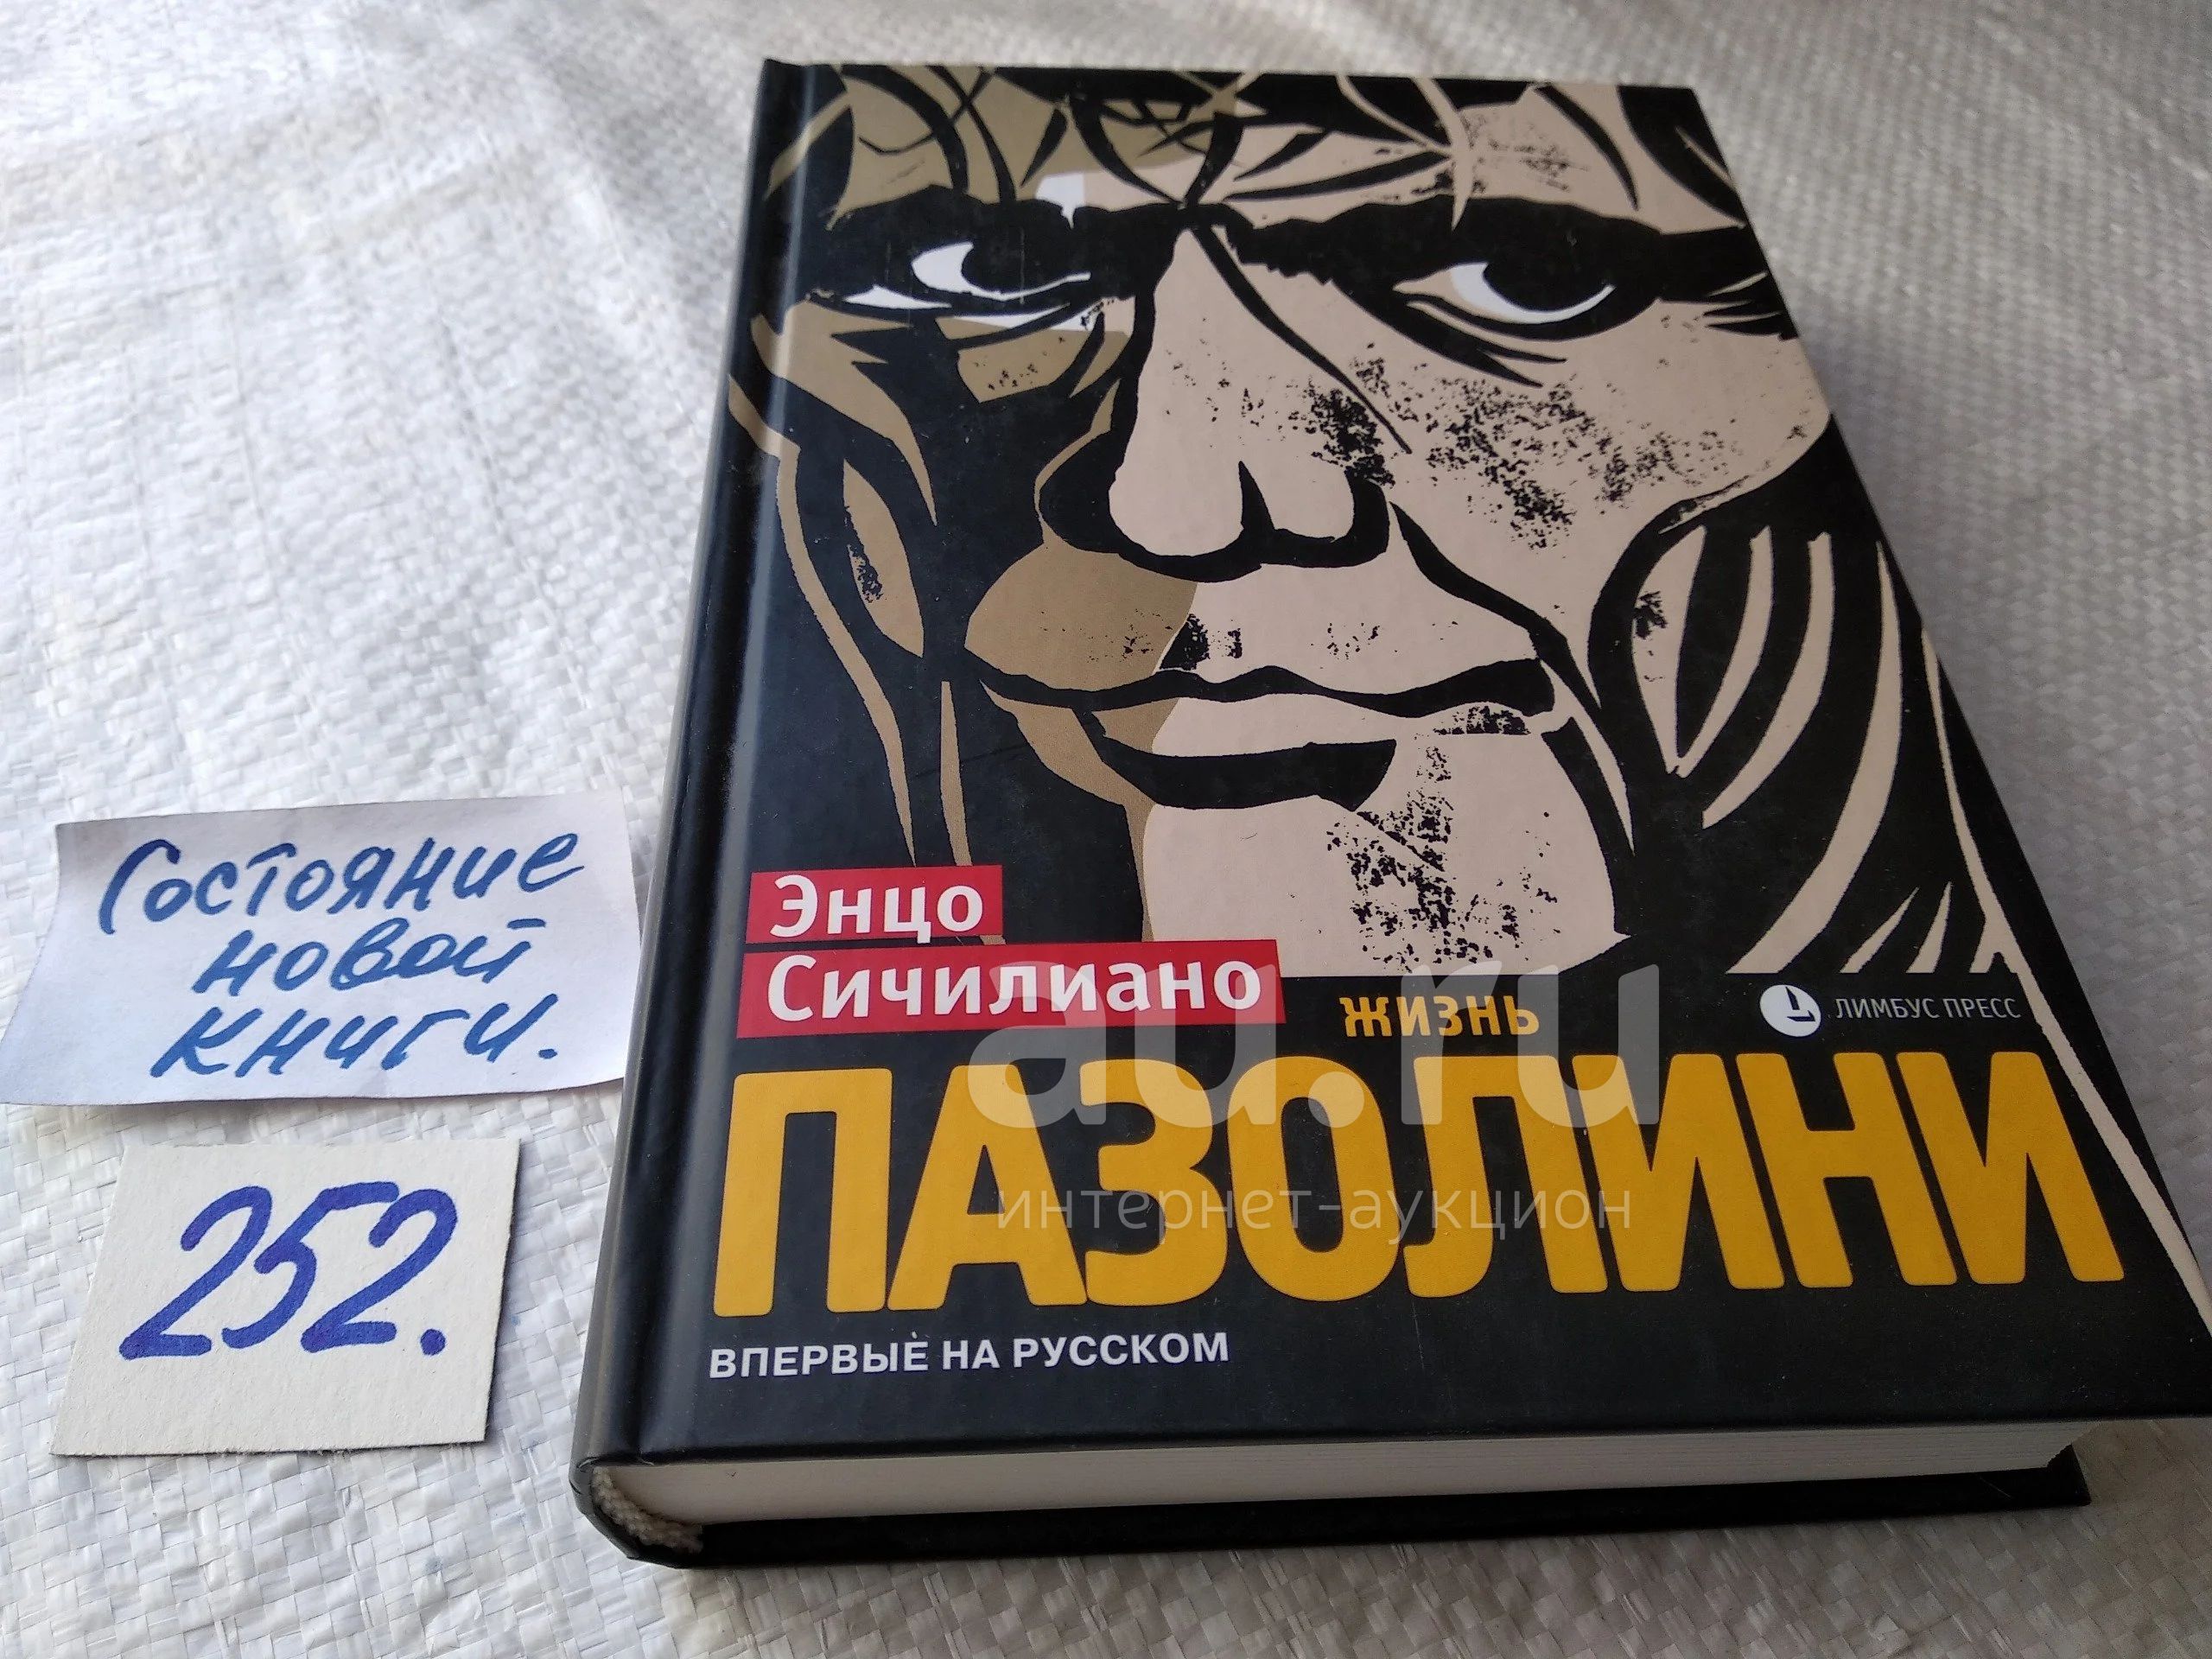 Состояние
новой
книги.
252.
Энцо
Сичилиано
жизнь
ЛИМБУС ПРЕСС
ПАЗОЛИНИ
ВПЕРВЫЕ НА РУССКОМ
au.ru
интернет-аукцион